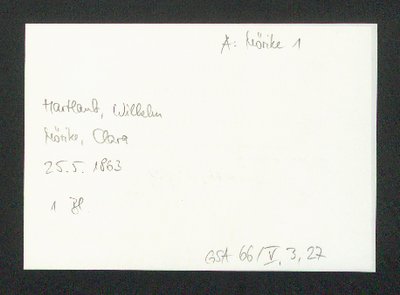 A: Mörike 1
Hartlaub, Wilhelm
Mörike, Clara
25.5.1863
1 Bl.
GSA 66/V, 3, 27